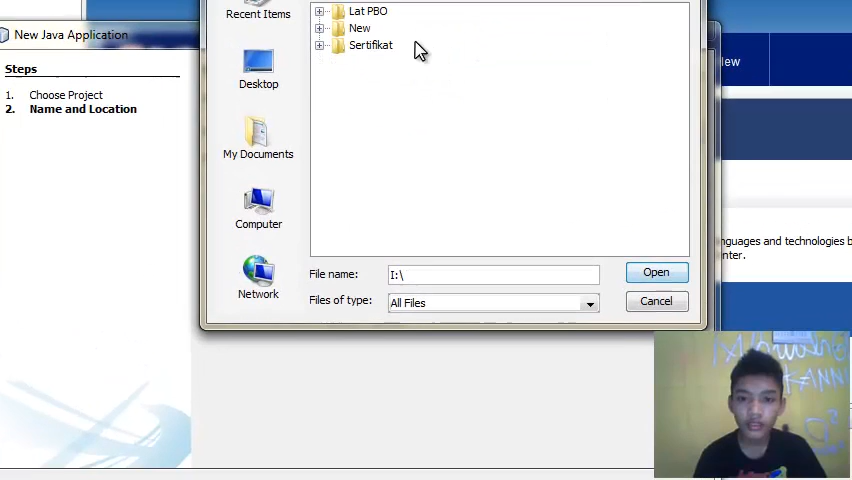 Recent Items
Lat PBO
New
Sertifikat
New Java Application
Steps
1. Choose Project
2. Name and Location
Desktop
My Documents
Computer
Network
ew
nguages and technologies b
nter.
File name: I:\
Open
Files of type: All Files
Cancel